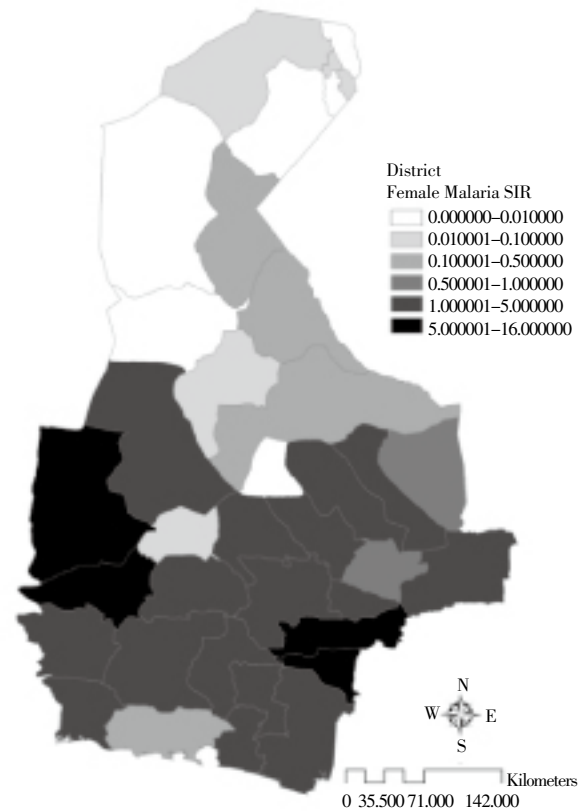 District
Female Malaria SIR
0.000000–0.010000
0.010001–0.100000
0.100001–0.500000
0.500001–1.000000
1.000001–5.000000
5.000001–16.000000
N
W E
S
Kilometers
0 35.500 71.000 142.000